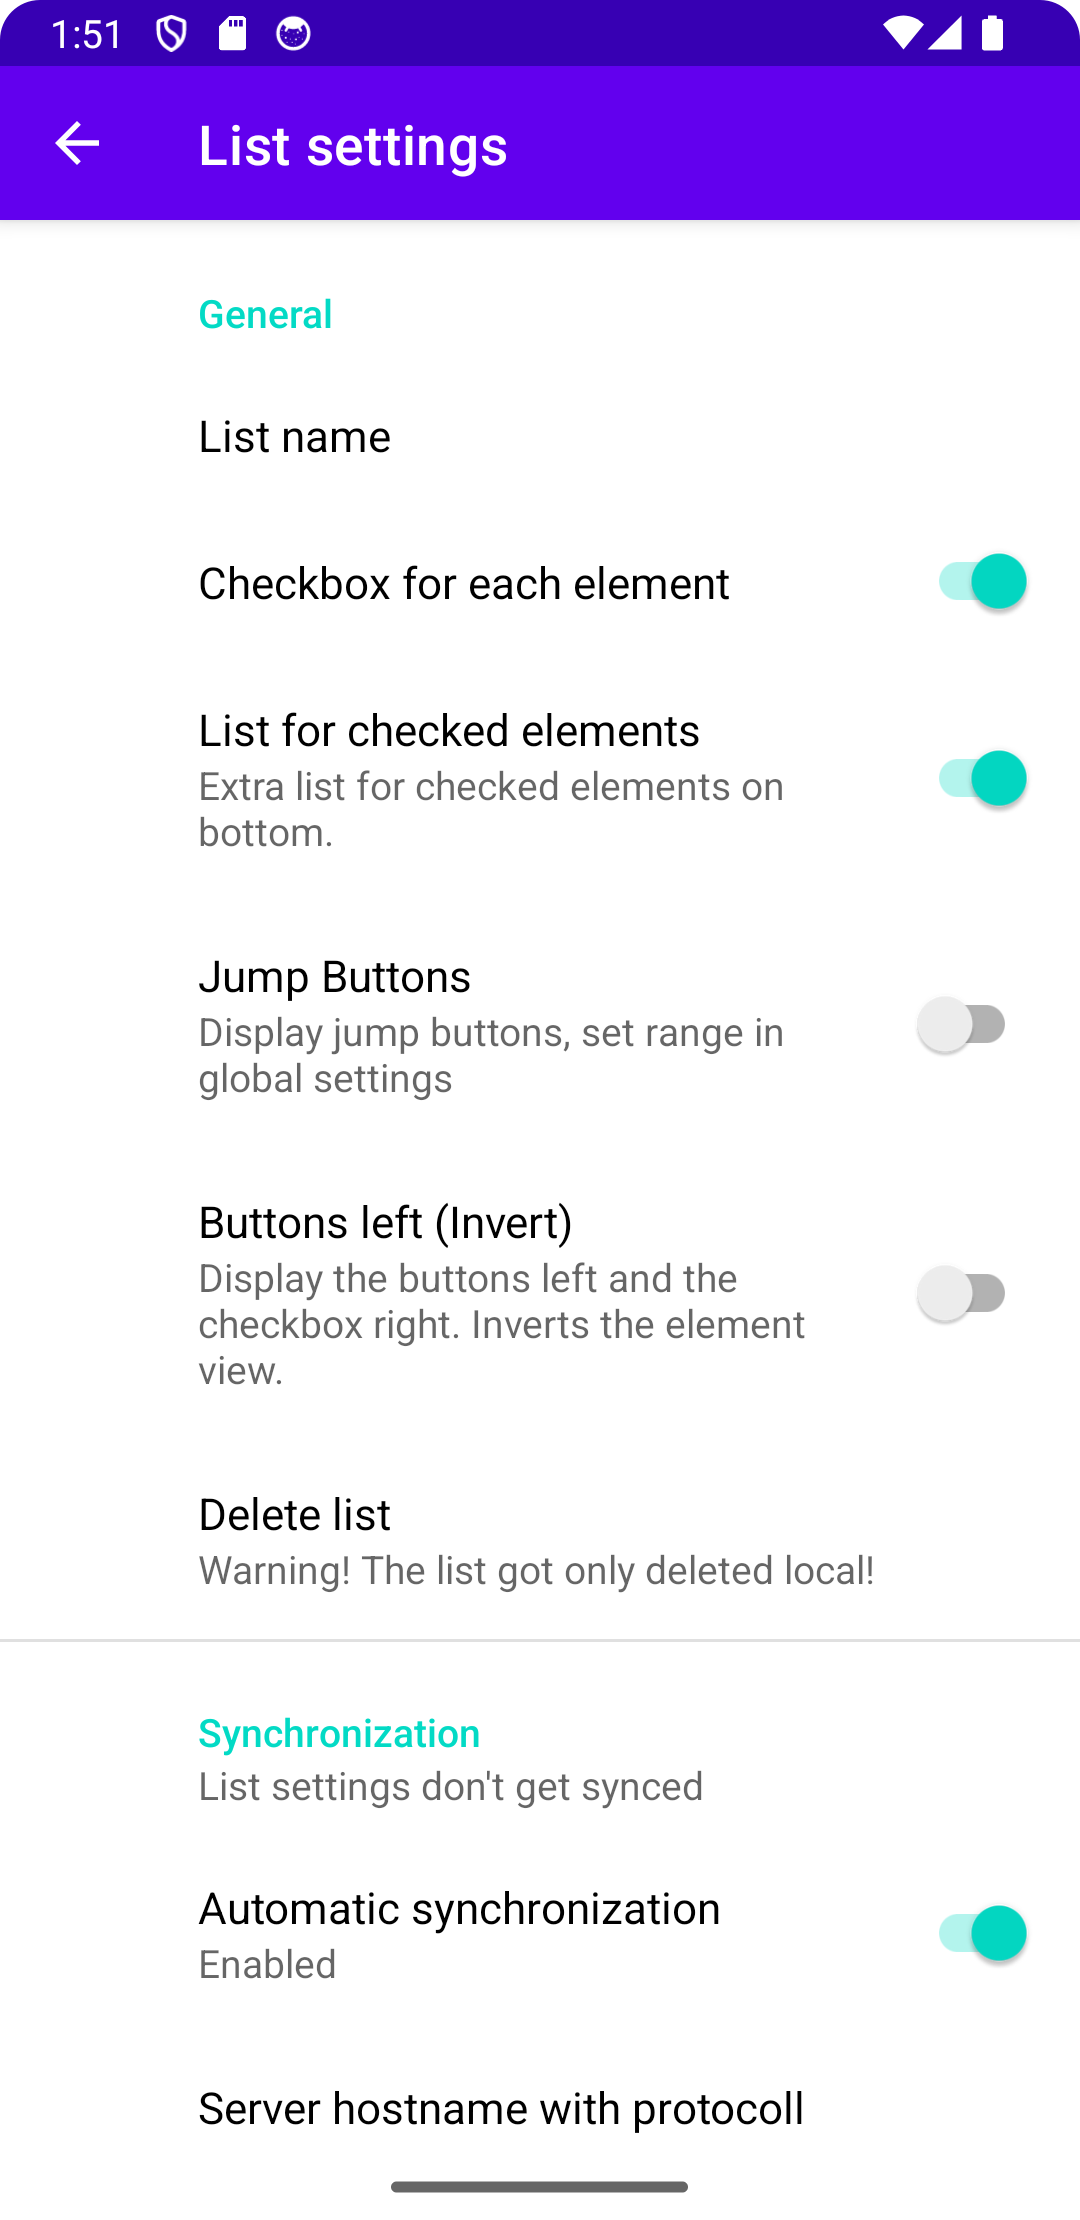 1:51
List settings
General
List name
Checkbox for each element
List for checked elements
Extra list for checked elements on
bottom.
Jump Buttons
Display jump buttons, set range in
global settings
Buttons left (Invert)
Display the buttons left and the
checkbox right. Inverts the element
view.
Delete list
Warning! The list got only deleted local!
Synchronization
List settings don't get synced
Automatic synchronization
Enabled
Server hostname with protocoll